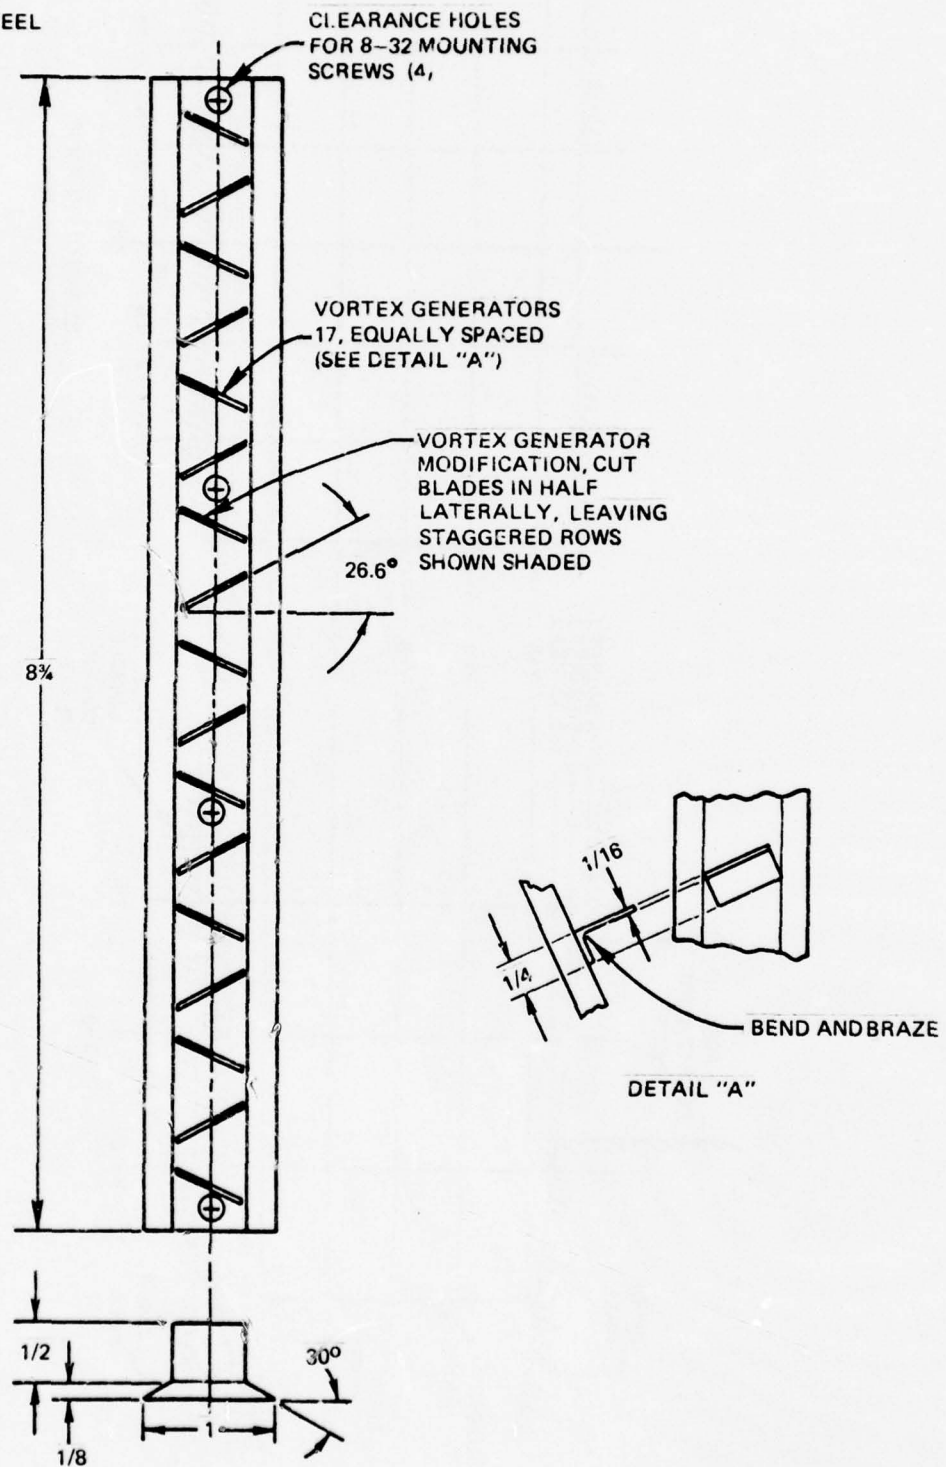 EEL
CLEARANCE HOLES
FOR 8-32 MOUNTING
SCREWS (4,
VORTEX GENERATORS
17, EQUALLY SPACED
(SEE DETAIL "A")
VORTEX GENERATOR
MODIFICATION, CUT
BLADES IN HALF
LATERALLY, LEAVING
STAGGERED ROWS
SHOWN SHADED
26.6°
8¾
1/16
1/4
BEND AND BRAZE
DETAIL "A"
1/2
30°
1
1/8